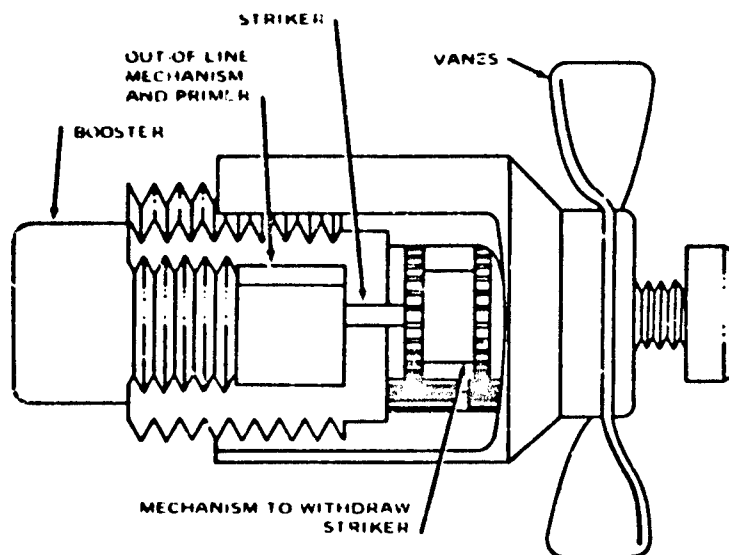 STRIKER
OUT-OF LINE
MECHANISM
AND PRIMER
VANES
BOOSTER
MECHANISM TO WITHDRAW
STRIKER